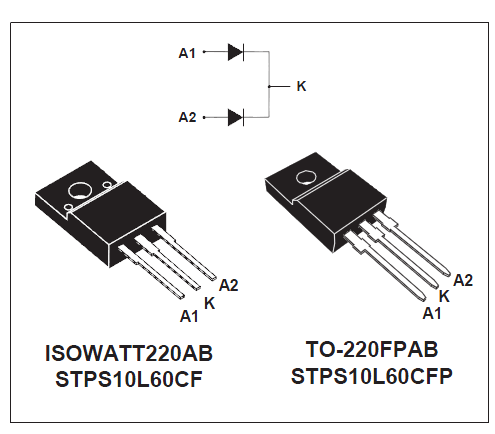 A1
K
A2
A2
K
A1
A2
K
A1
ISOWATT220AB
STPS10L60CF
TO-220FPAB
STPS10L60CFP